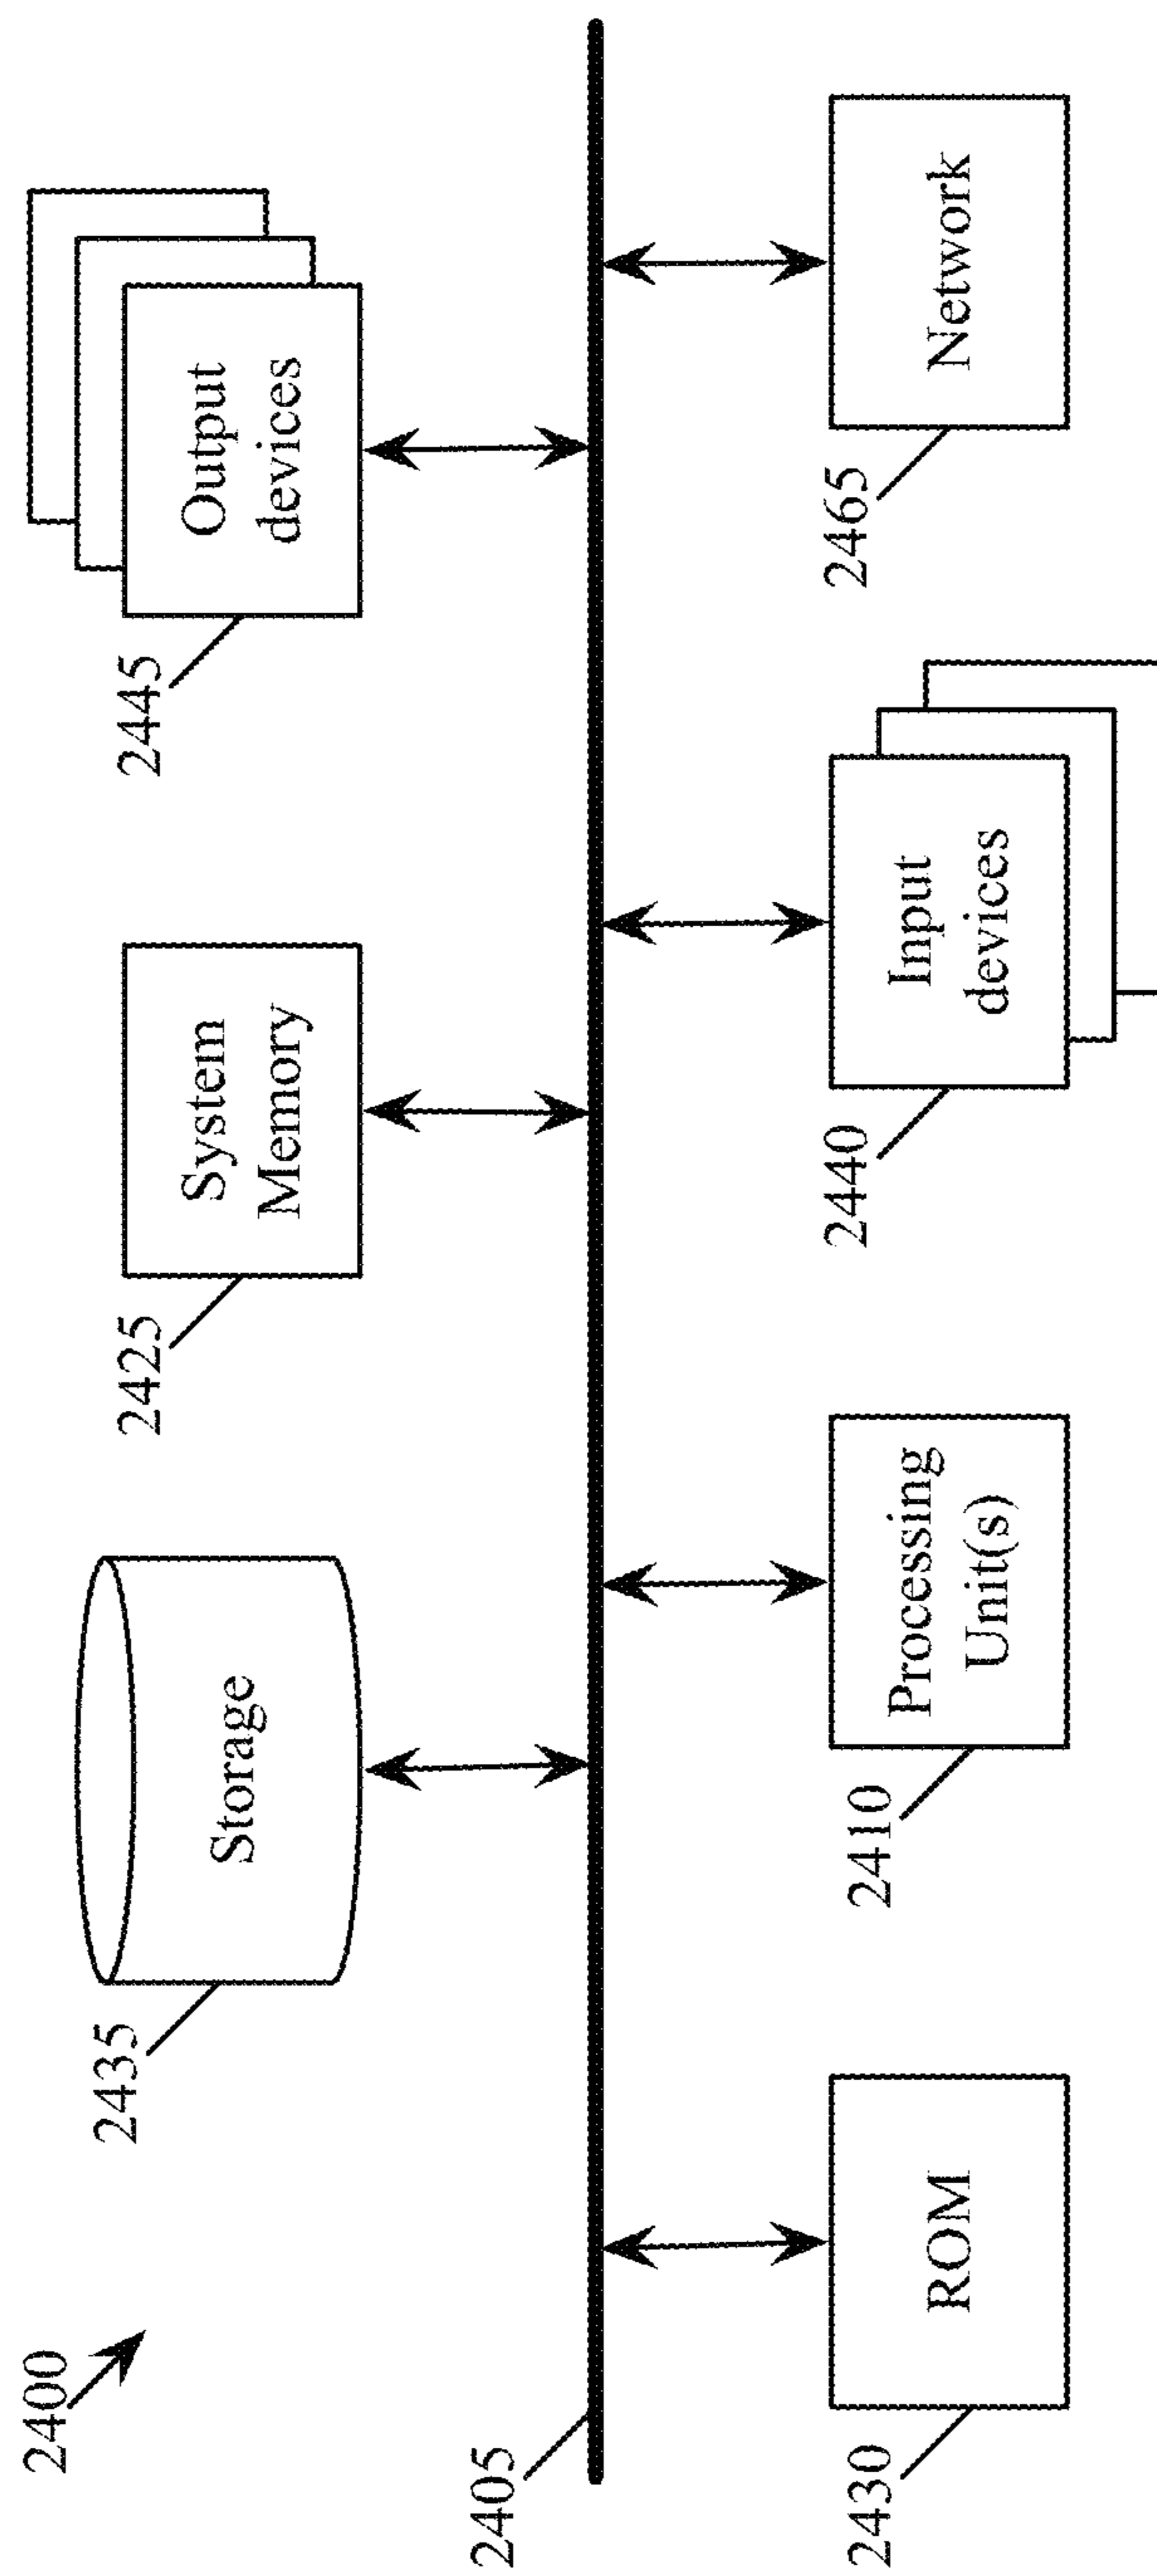 2400
2435
Storage
2425
System
Memory
2445
Output
devices
2405
2430
ROM
2410
Processing
Unit(s)
2440
Input
devices
2465
Network